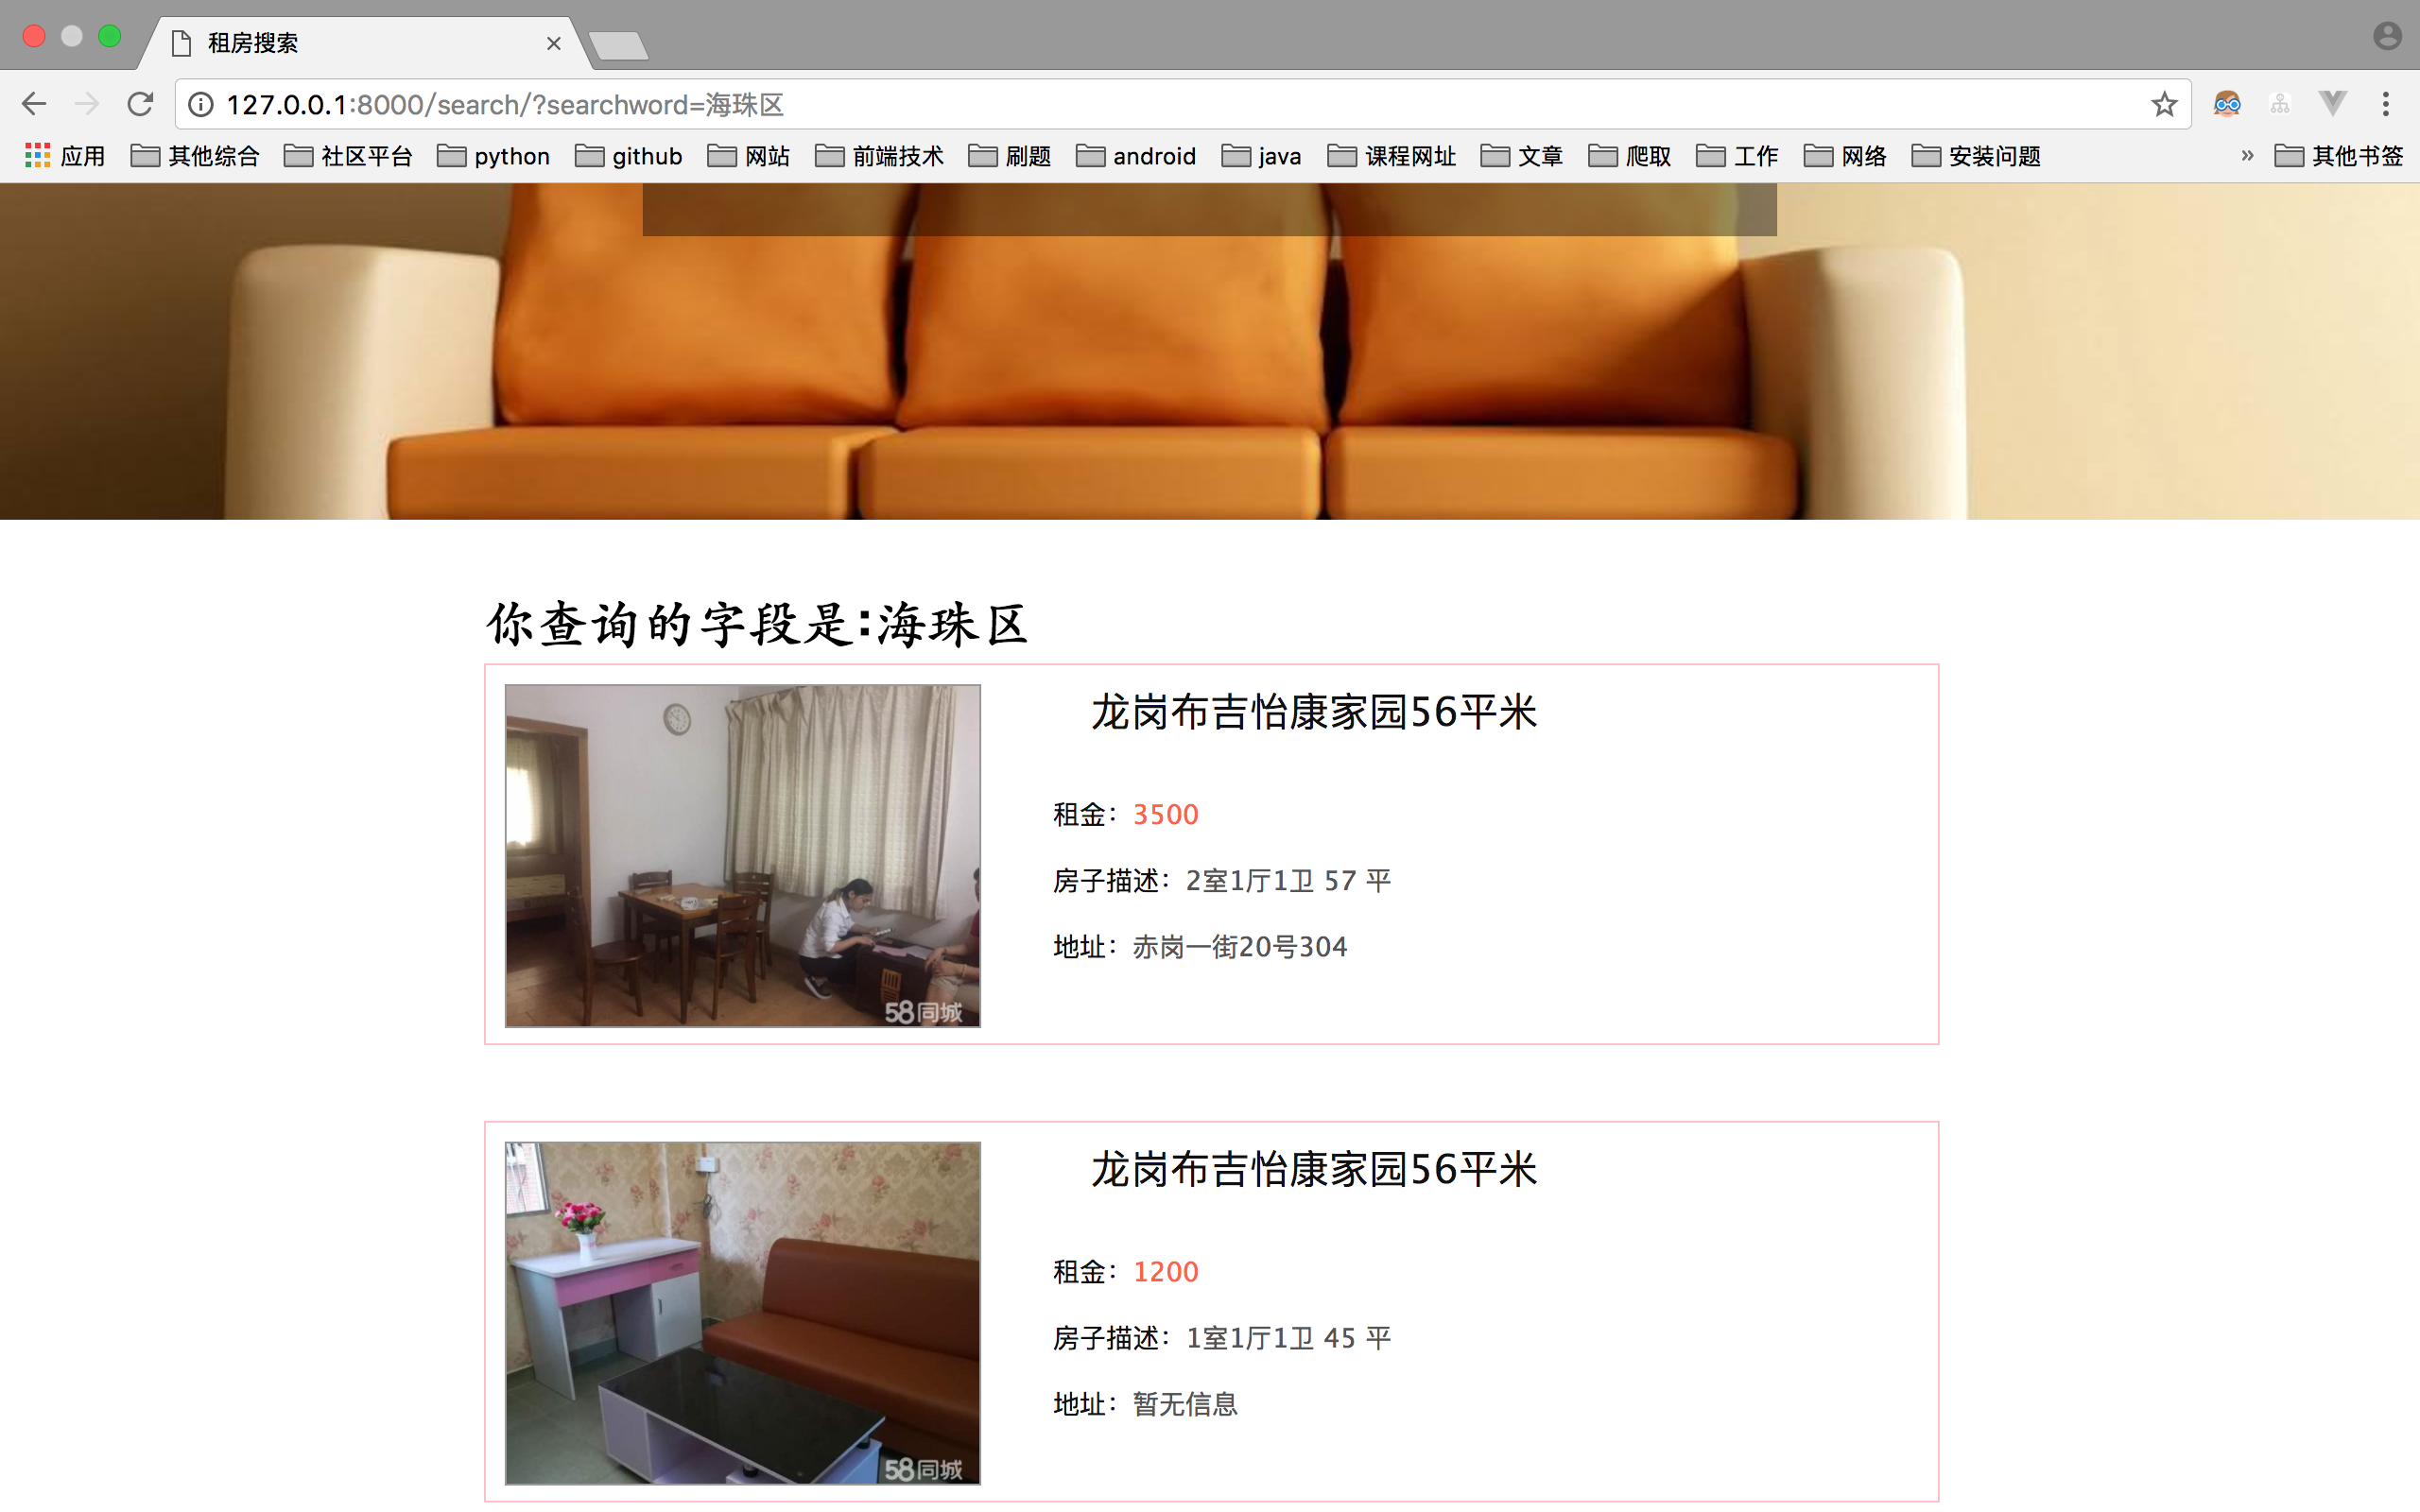 租房搜索
127.0.0.1:8000/search/?searchword=海珠区
应用 其他综合 社区平台 python github 网站 前端技术 刷题 android java 课程网址 文章 爬取 工作 网络 安装问题 » 其他书签
你查询的字段是:海珠区
龙岗布吉怡康家园56平米
租金：3500
房子描述：2室1厅1卫 57 平
地址：赤岗一街20号304
58同城
龙岗布吉怡康家园56平米
租金：1200
房子描述：1室1厅1卫 45 平
地址：暂无信息
58同城